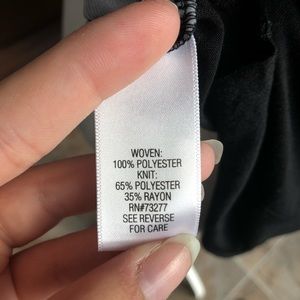 WOVEN:
100% POLYESTER
KNIT:
65% POLYESTER
35% RAYON
RN#73277
SEE REVERSE
FOR CARE